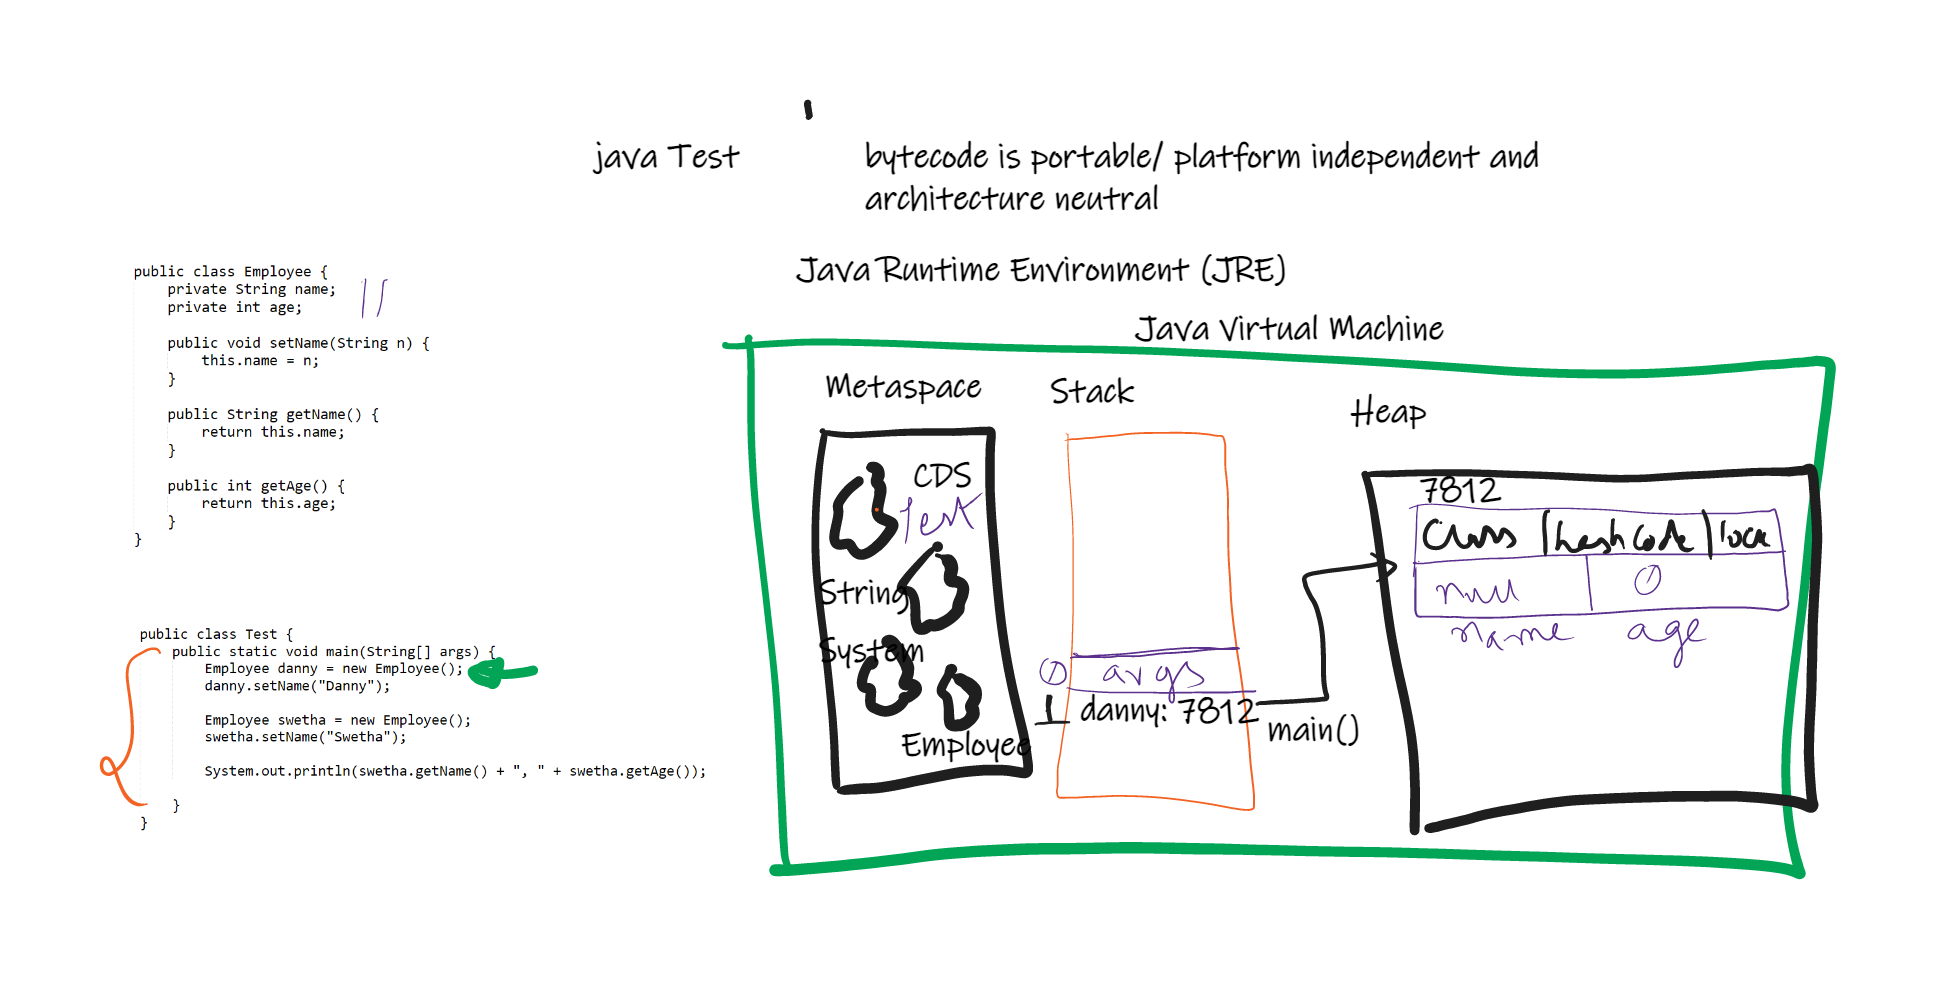 java Test
bytecode is portable/ platform independent and
architecture neutral
Java Runtime Environment (JRE)
Java Virtual Machine
public class Employee {
private String name;
private int age;
public void setName(String n) {
this.name = n;
}
public String getName() {
return this.name;
}
public int getAge() {
return this.age;
}
}
public class Test {
public static void main(String[] args) {
Employee danny = new Employee();
danny.setName("Danny");
Employee swetha = new Employee();
swetha.setName("Swetha");
System.out.println(swetha.getName() + ", " + swetha.getAge());
}
}
Metaspace
CDS
Test
String
System
Employee
Stack
0 args
1 danny: 7812
main()
Heap
7812
Class | hashCode | lock
null 0
name age